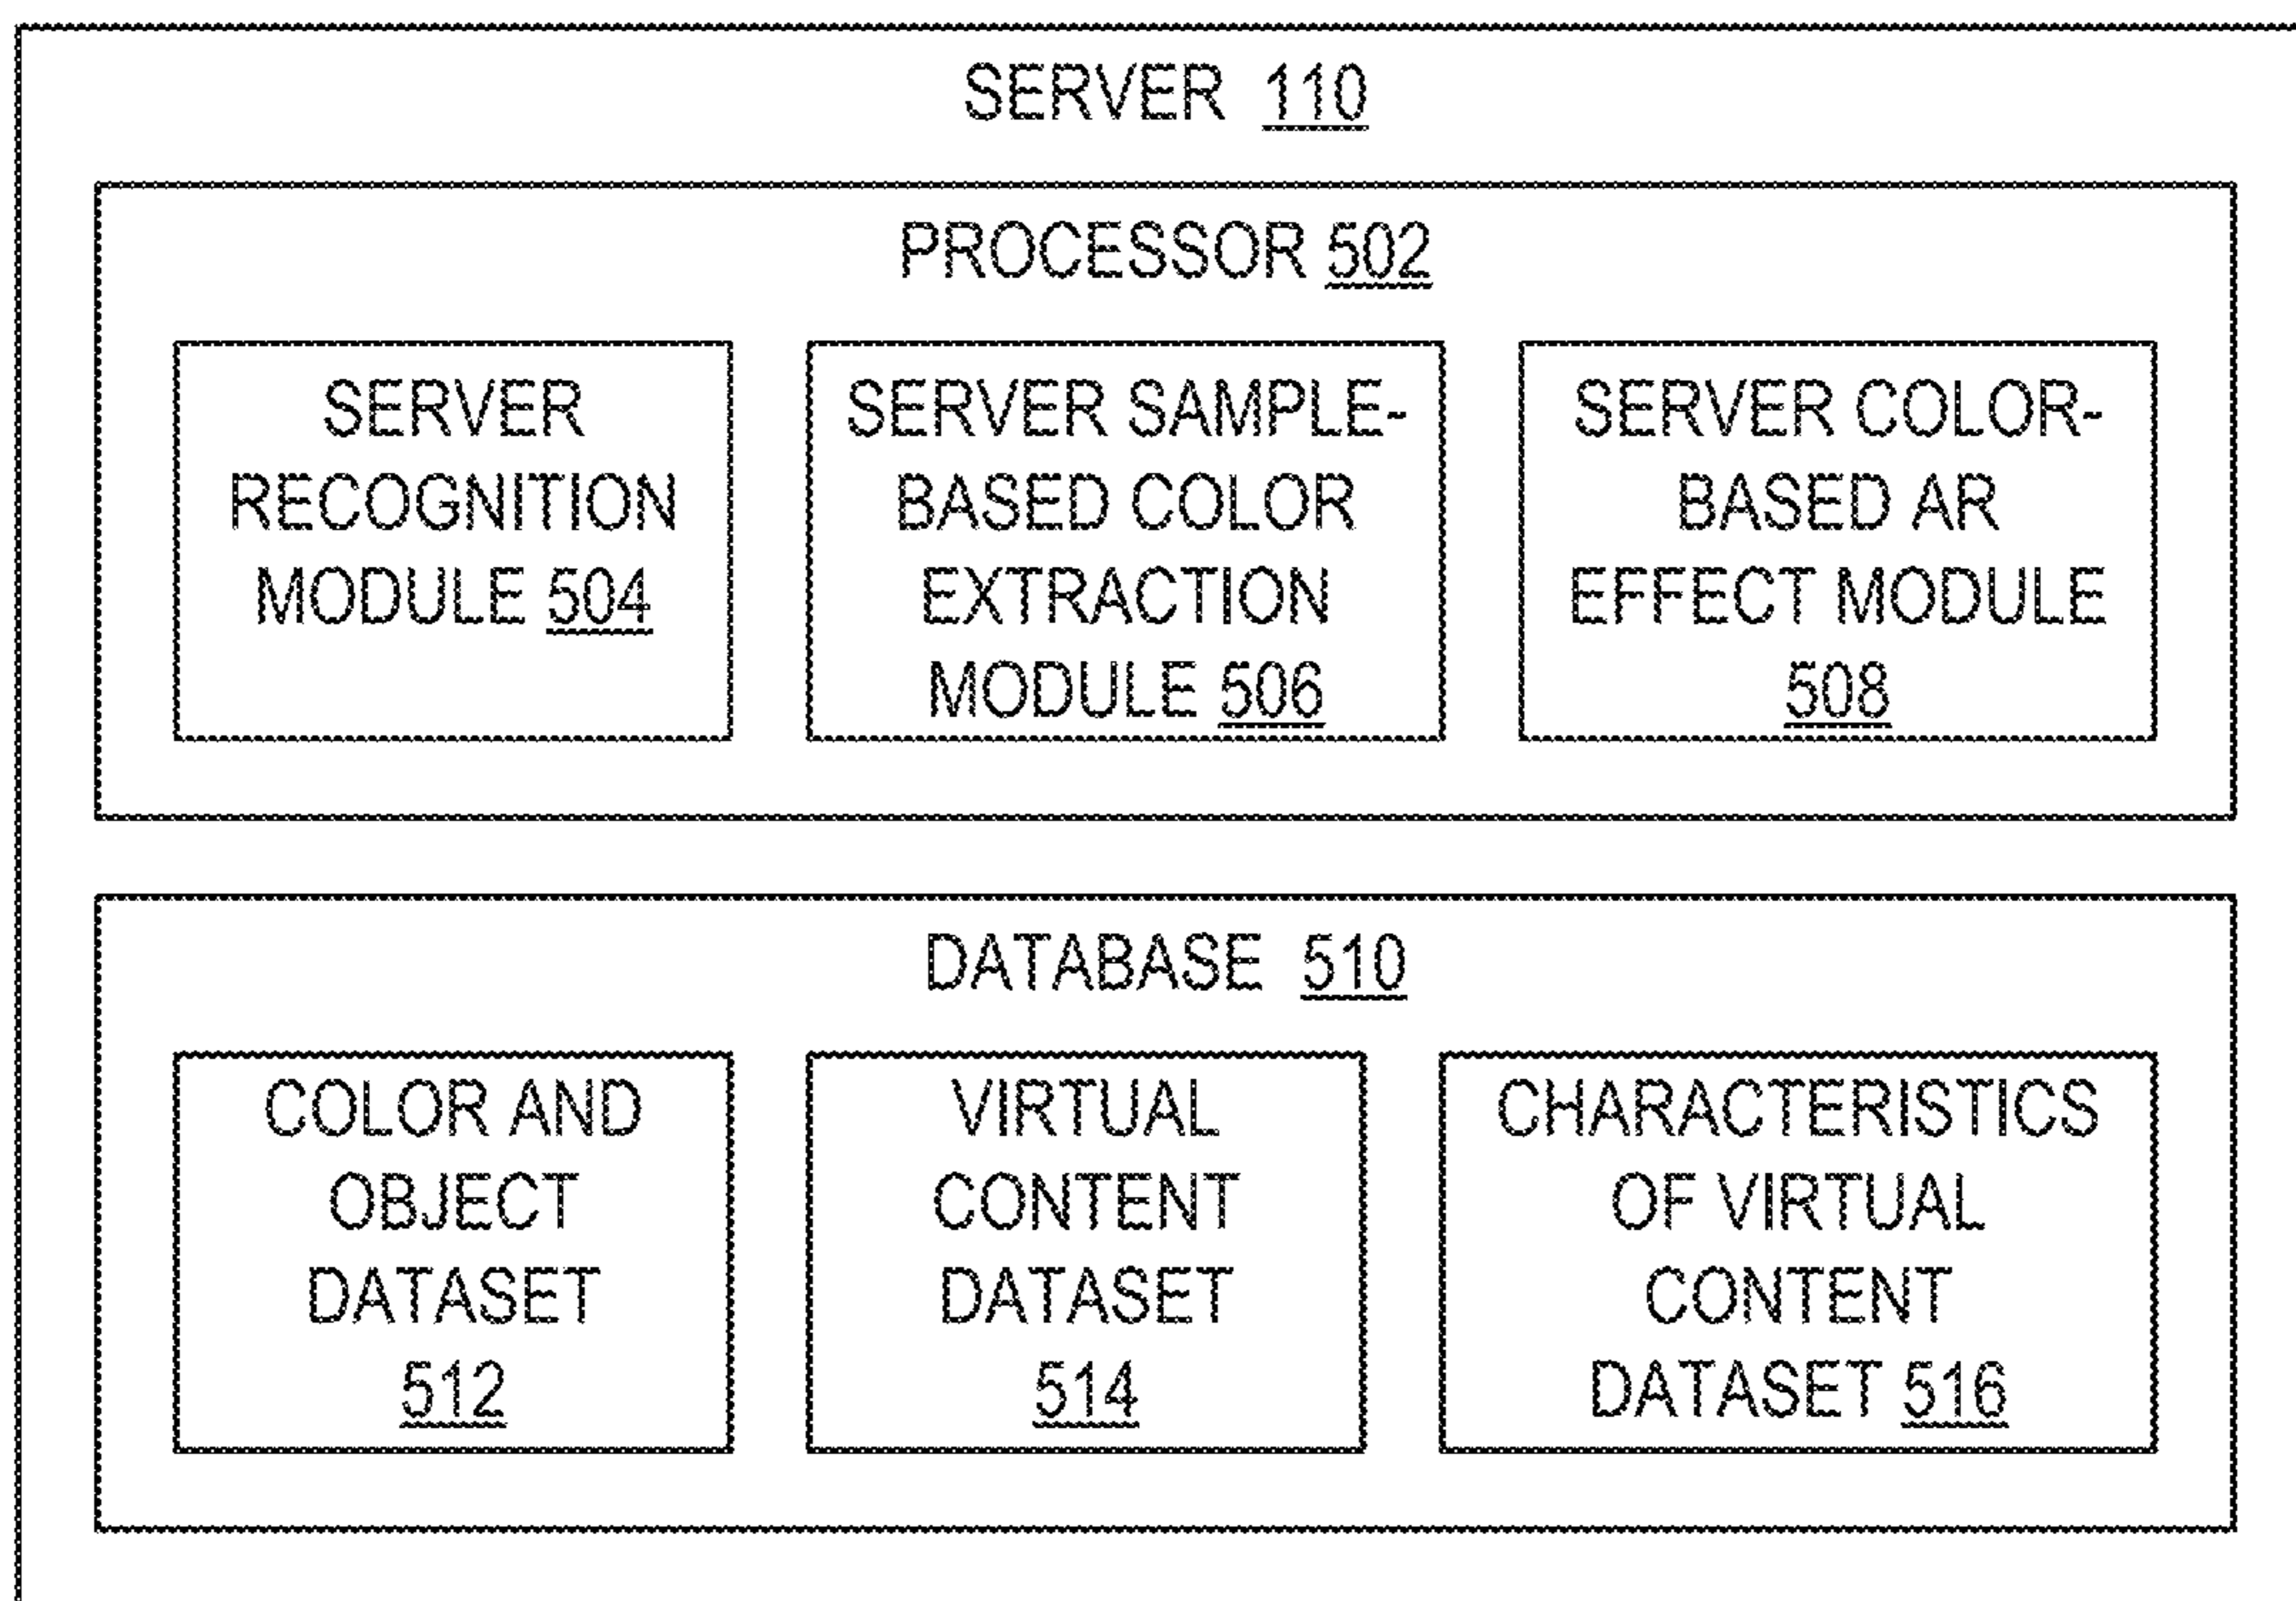 SERVER 110
PROCESSOR 502
SERVER
RECOGNITION
MODULE 504
SERVER SAMPLE-
BASED COLOR
EXTRACTION
MODULE 506
SERVER COLOR-
BASED AR
EFFECT MODULE
508
DATABASE 510
COLOR AND
OBJECT
DATASET
512
VIRTUAL
CONTENT
DATASET
514
CHARACTERISTICS
OF VIRTUAL
CONTENT
DATASET 516